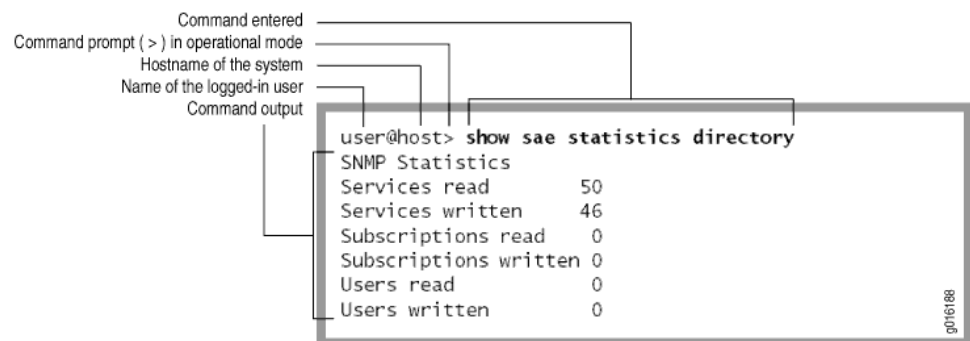 Command entered
Command prompt ( > ) in operational mode
Hostname of the system
Name of the logged-in user
Command output
user@host> show sae statistics directory
SNMP Statistics
Services read 50
Services written 46
Subscriptions read 0
Subscriptions written 0
Users read 0
Users written 0
g016188